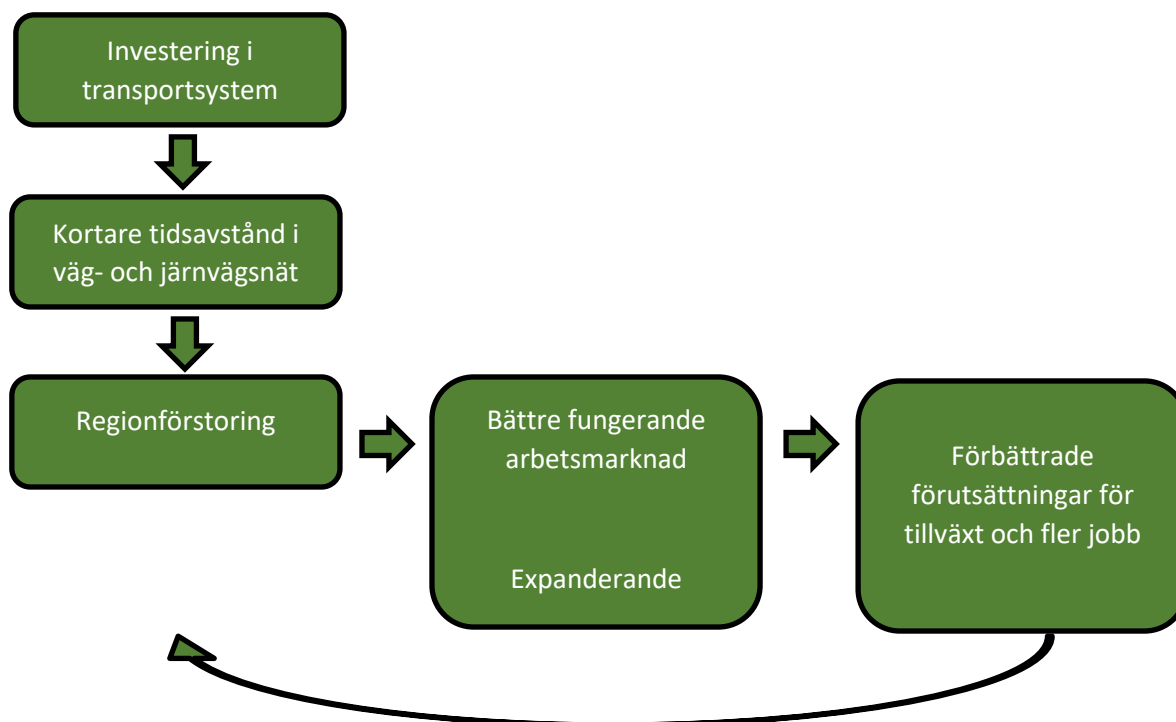 Investering i
transportsystem
Kortare tidsavstånd i
väg- och järnvägsnät
Regionförstoring
Bättre fungerande
arbetsmarknad
Expanderande
Förbättrade
förutsättningar för
tillväxt och fler jobb